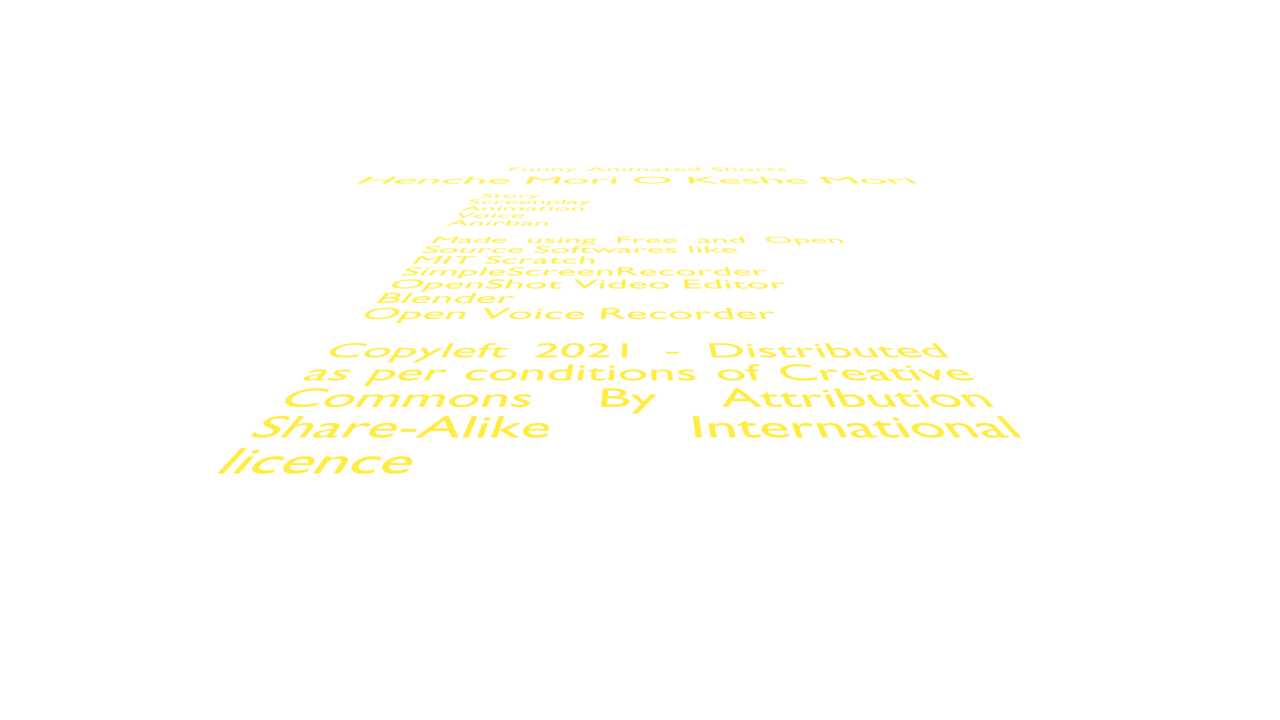 Funny Animated Shorts
Henche Mori O Keshe Mori
Story
Screenplay
Animation
Voice
Anirban
Made using Free and Open
Source Softwares like
MIT Scratch
SimpleScreenRecorder
OpenShot Video Editor
Blender
Open Voice Recorder
Copyleft 2021 - Distributed
as per conditions of Creative
Commons By Attribution
Share-Alike International
licence